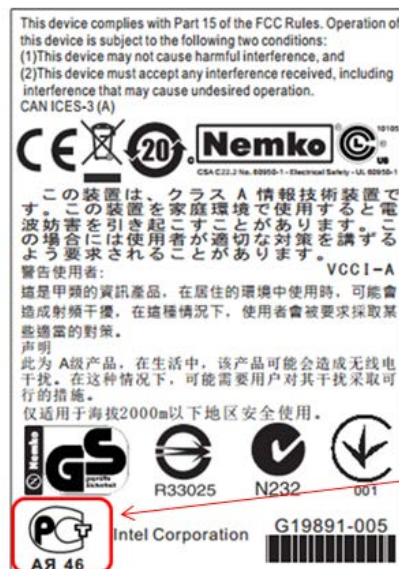 This device complies with Part 15 of the FCC Rules. Operation of
this device is subject to the following two conditions:
(1)This device may not cause harmful interference, and
(2)This device must accept any interference received, including
interference that may cause undesired operation.
CAN ICES-3 (A)
CE 20 c Nemko LC 10105 US
CSA C22.2 No. 60950-1 - Electrical Safety - UL 60950-1
この装置は、クラス A 情報技術装置で
す。この装置を家庭環境で使用すると電
波妨害を引き起こすことがあります。こ
の場合には使用者が適切な対策を講ずる
よう要求されることがあります。
VCCI-A
警告使用者:
這是甲類的資訊產品，在居住的環境中使用時，可能會
造成射頻干擾，在這種情況下，使用者會被要求採取某
些適當的對策。
声明
此为 A级产品，在生活中，该产品可能会造成无线电
干扰。在这种情况下，可能需要用户对其干扰采取可
行的措施。
仅适用于海拔2000m以下地区安全使用。
Nemko GS geprüfte Sicherheit
R33025 N232 001
РСТ
АЯ 46
Intel Corporation
G19891-005